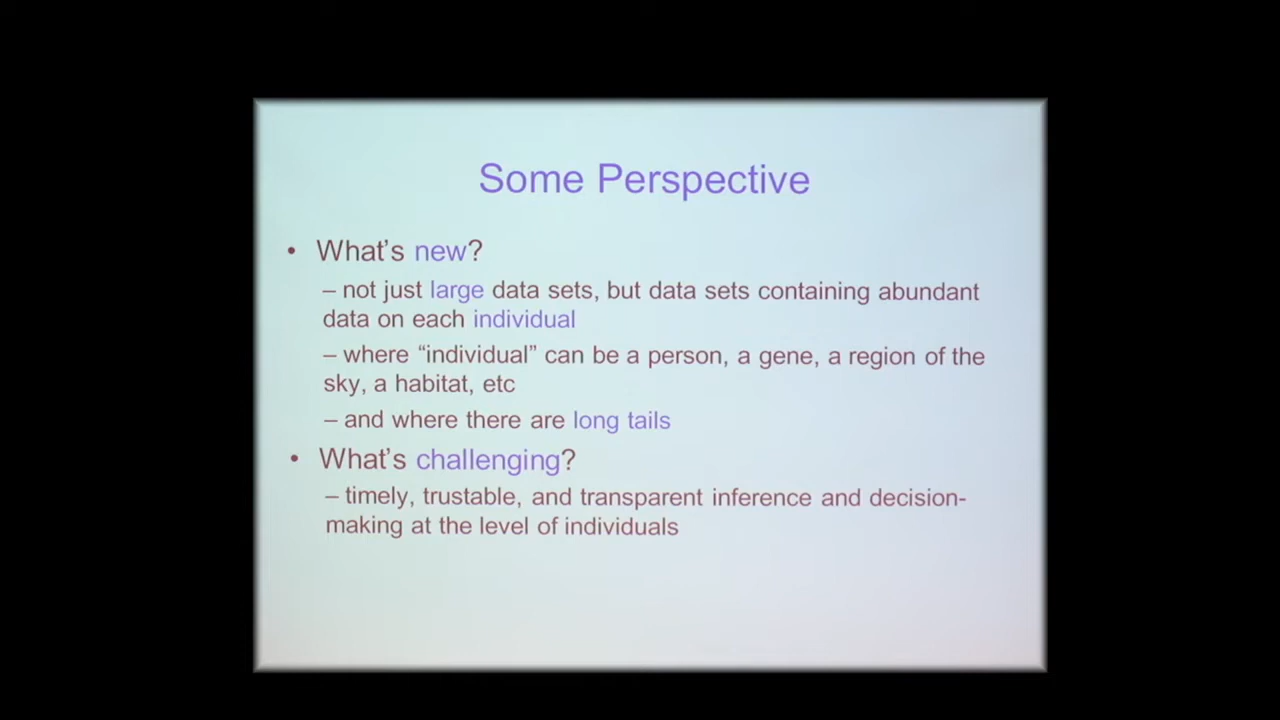 Some Perspective
• What's new?
– not just large data sets, but data sets containing abundant
data on each individual
– where “individual” can be a person, a gene, a region of the
sky, a habitat, etc
– and where there are long tails
• What's challenging?
– timely, trustable, and transparent inference and decision-
making at the level of individuals